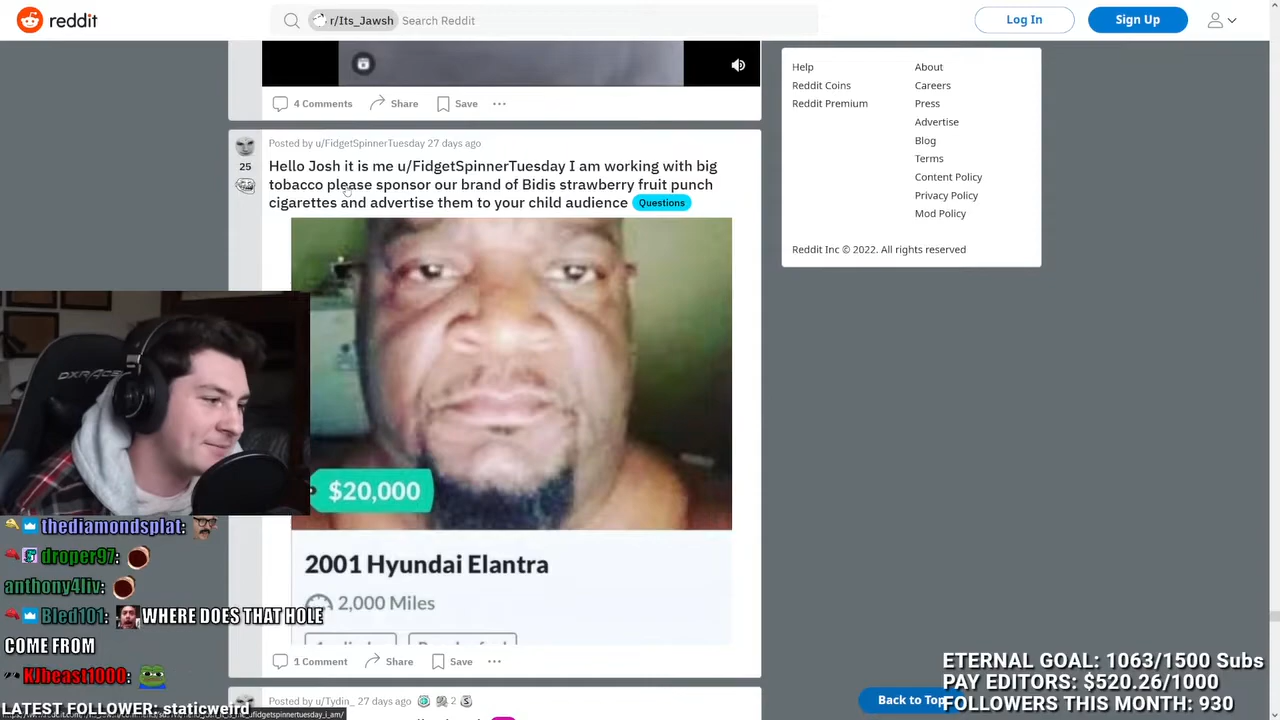 reddit
r/Its_Jawsh
Search Reddit
Log In
Sign Up
4 Comments
Share
Save
Help
About
Reddit Coins
Careers
Reddit Premium
Press
Advertise
Blog
Terms
Content Policy
Privacy Policy
Mod Policy
Reddit Inc © 2022. All rights reserved
Posted by u/FidgetSpinnerTuesday 27 days ago
25
Hello Josh it is me u/FidgetSpinnerTuesday I am working with big
tobacco please sponsor our brand of Bidis strawberry fruit punch
cigarettes and advertise them to your child audience
Questions
DXRACER
$20,000
2001 Hyundai Elantra
2,000 Miles
1 Comment
Share
Save
Posted by u/Tydin_ 27 days ago
2
Back to Top
thediamondsplat:
droper97:
anthony4liv:
Bled101: WHERE DOES THAT HOLE
COME FROM
KJbeast1000:
LATEST FOLLOWER: staticweird
ETERNAL GOAL: 1063/1500 Subs
PAY EDITORS: $520.26/1000
FOLLOWERS THIS MONTH: 930